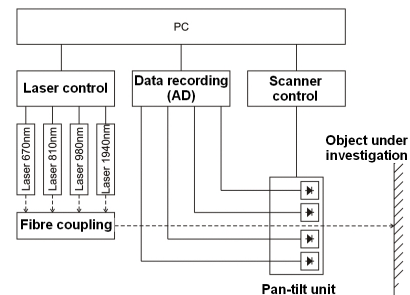 PC
Laser control
Data recording
(AD)
Scanner
control
Laser 670nm
Laser 810nm
Laser 980nm
Laser 1940nm
Object under
investigation
Fibre coupling
Pan-tilt unit